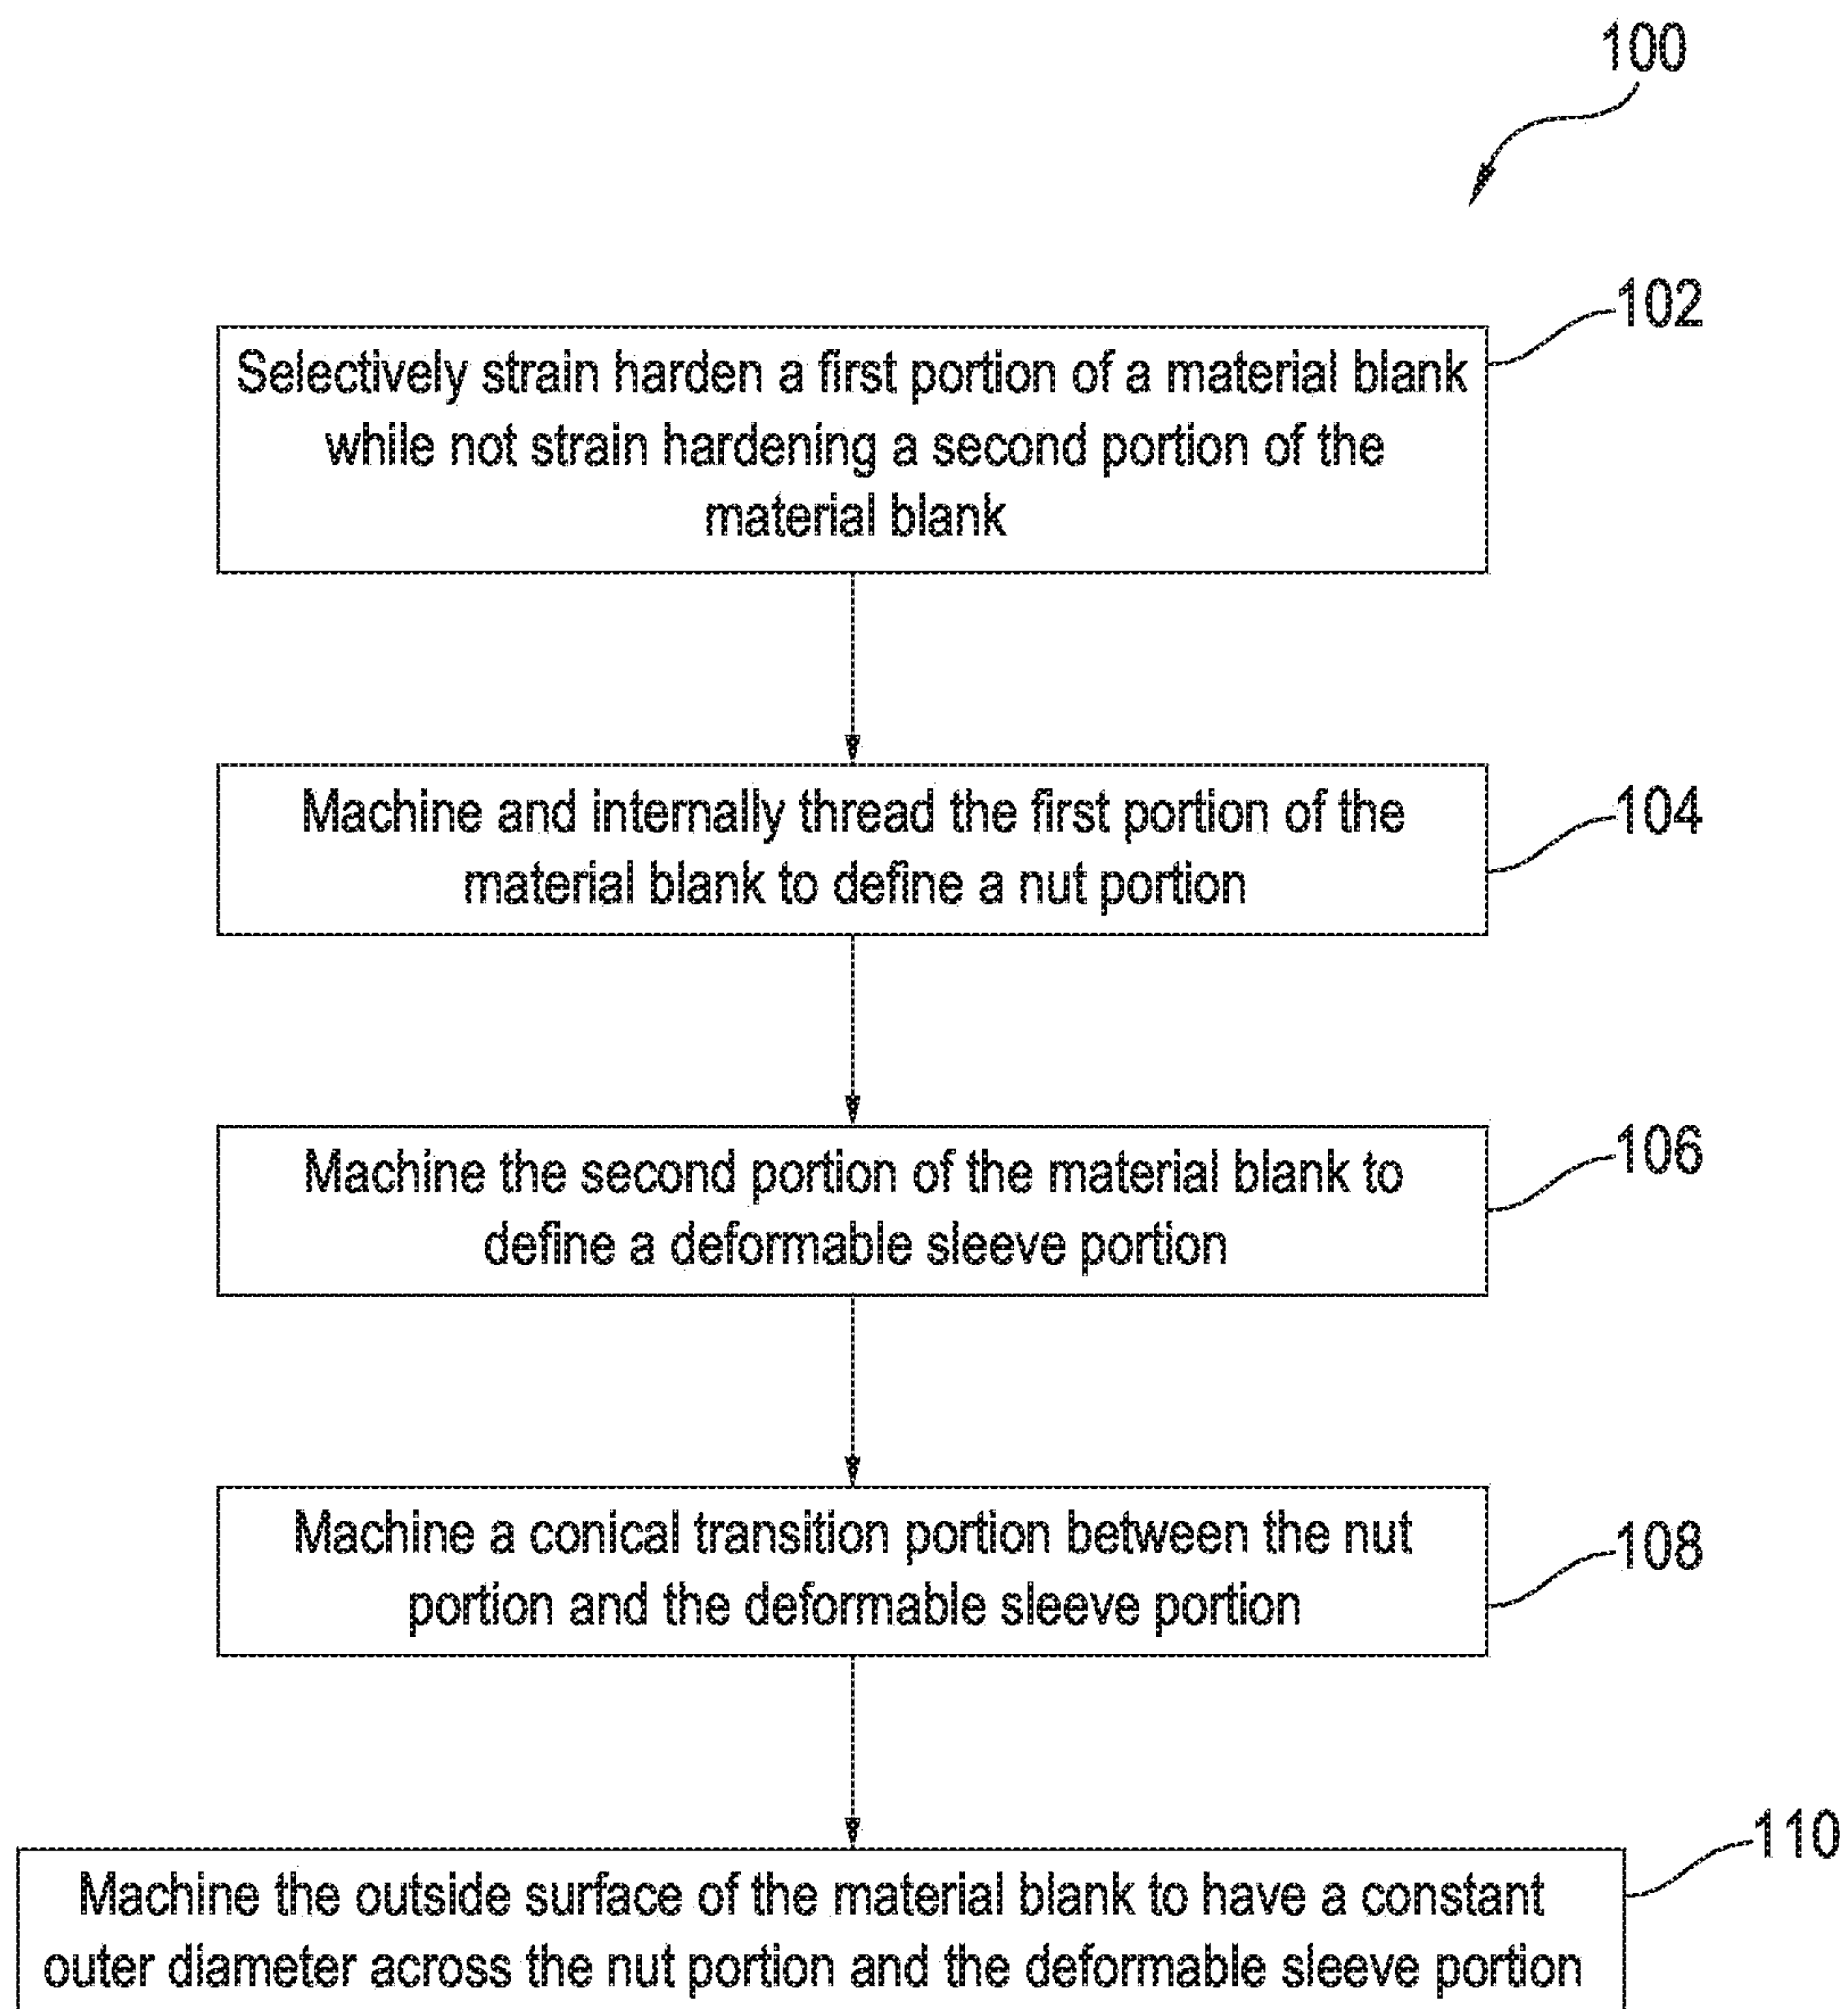 100
102
Selectively strain harden a first portion of a material blank
while not strain hardening a second portion of the
material blank
104
Machine and internally thread the first portion of the
material blank to define a nut portion
106
Machine the second portion of the material blank to
define a deformable sleeve portion
108
Machine a conical transition portion between the nut
portion and the deformable sleeve portion
110
Machine the outside surface of the material blank to have a constant
outer diameter across the nut portion and the deformable sleeve portion